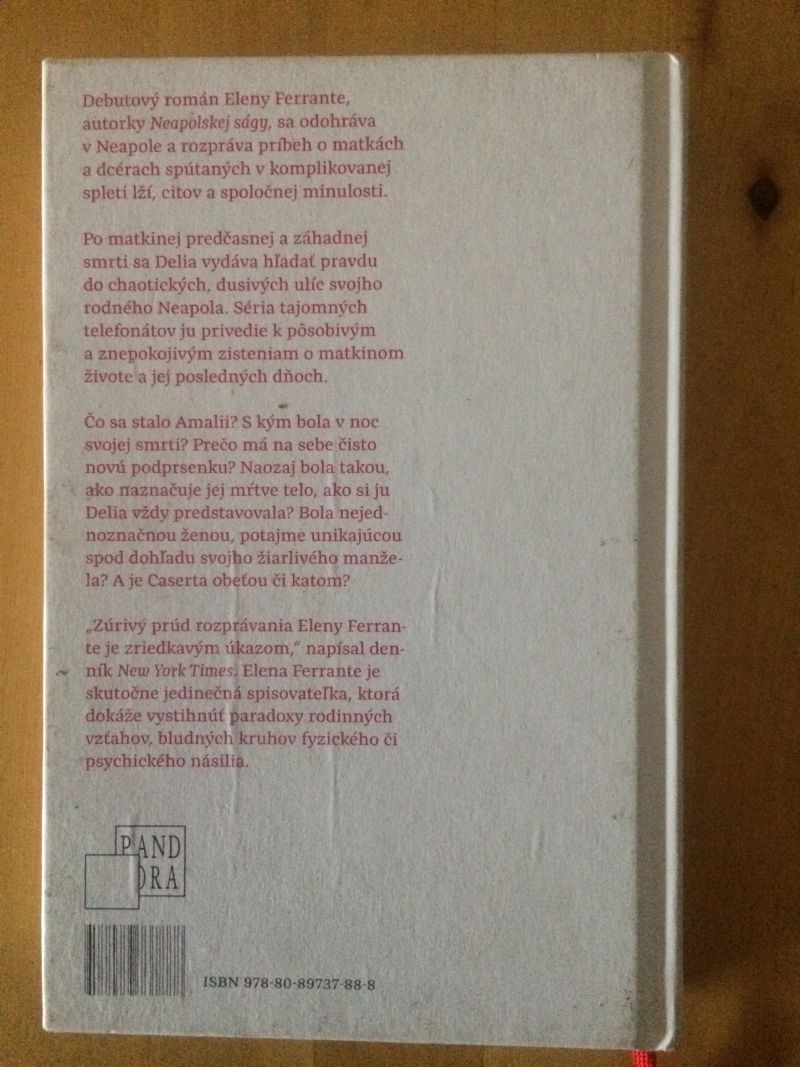 Debutový román Eleny Ferrante,
autorky Neapolskej ságy, sa odohráva
v Neapole a rozpráva príbeh o matkách
a dcérach spútaných v komplikovanej
spleti lží, citov a spoločnej minulosti.
Po matkinej predčasnej a záhadnej
smrti sa Delia vydáva hľadať pravdu
do chaotických, dusivých ulíc svojho
rodného Neapola. Séria tajomných
telefonátov ju privedie k pôsobivým
a znepokojivým zisteniam o matkinom
živote a jej posledných dňoch.
Čo sa stalo Amalii? S kým bola v noc
svojej smrti? Prečo má na sebe čisto
novú podprsenku? Naozaj bola takou,
ako naznačuje jej mŕtve telo, ako si ju
Delia vždy predstavovala? Bola nejed-
noznačnou ženou, potajme unikajúcou
spod dohľadu svojho žiarlivého manže-
la? A je Caserta obeťou či katom?
„Zúrivý prúd rozprávania Eleny Ferran-
te je zriedkavým úkazom,“ napísal den-
ník New York Times. Elena Ferrante je
skutočne jedinečná spisovateľka, ktorá
dokáže vystihnúť paradoxy rodinných
vzťahov, bludných kruhov fyzického či
psychického násilia.
PAND
ORA
ISBN 978-80-89737-88-8